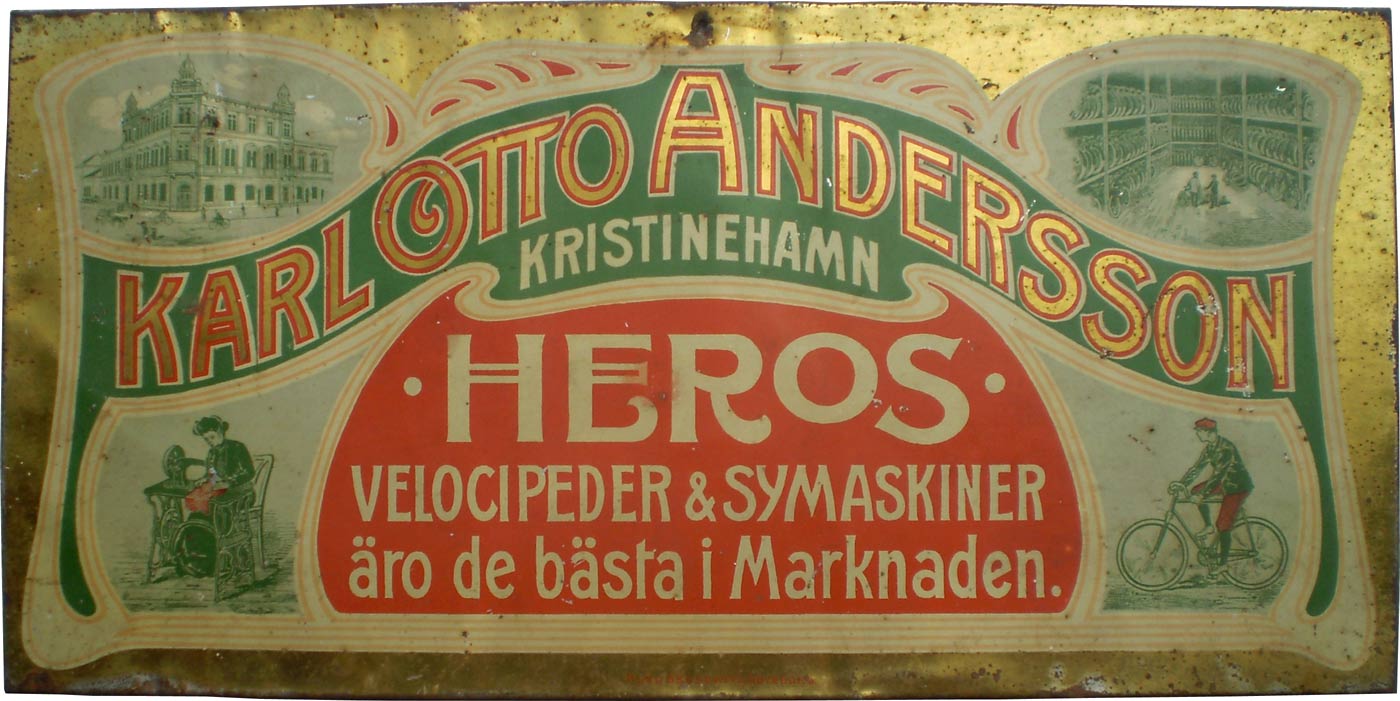 KARL OTTO ANDERSSON
KRISTINEHAMN
· HEROS ·
VELOCIPEDER & SYMASKINER
äro de bästa i Marknaden.